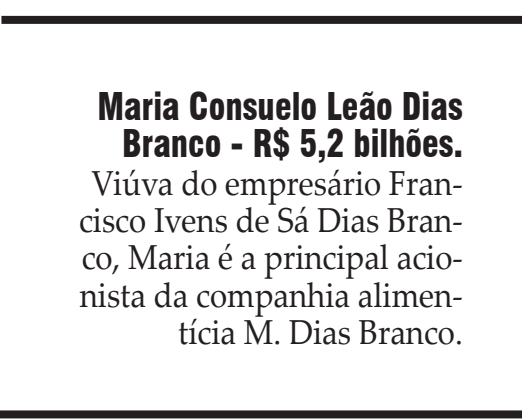 Maria Consuelo Leão Dias
Branco - R$ 5,2 bilhões.
Viúva do empresário Fran-
cisco Ivens de Sá Dias Bran-
co, Maria é a principal acio-
nista da companhia alimen-
tícia M. Dias Branco.